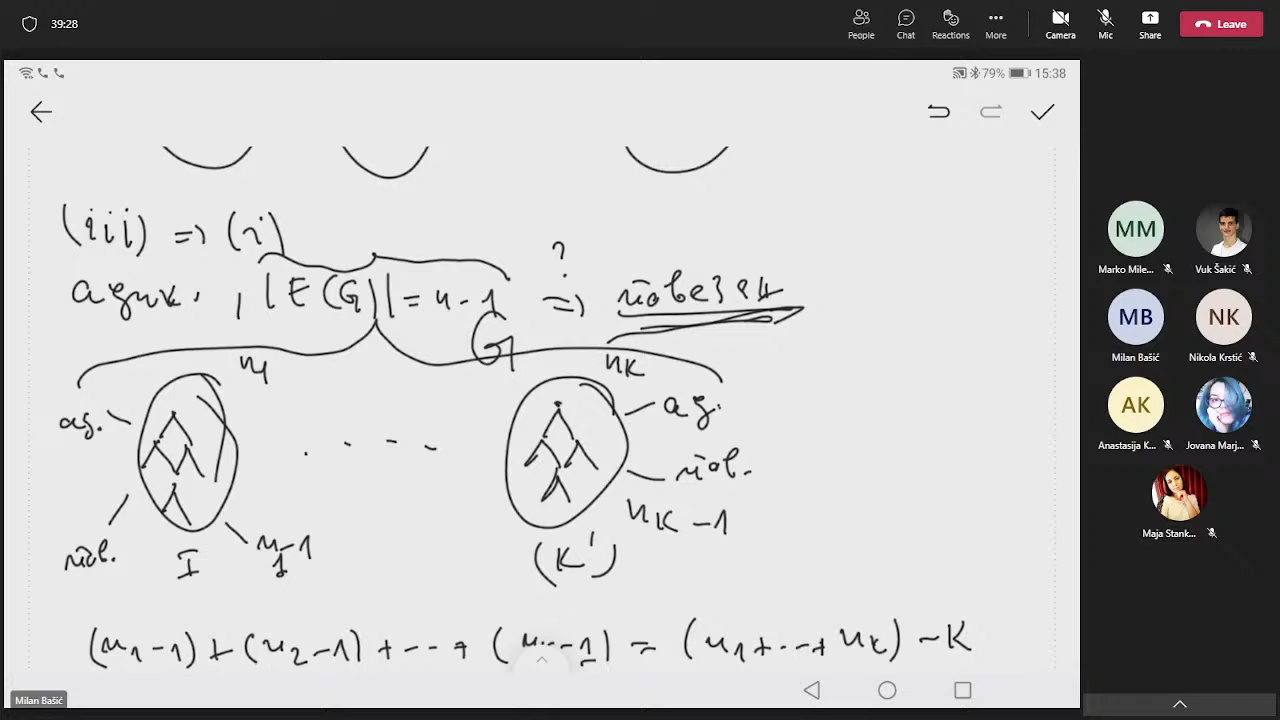 39:28
People Chat Reactions More Camera Mic Share Leave
79% 15:38
(iii) => (i)
ацик. , |E(G)| = n-1 ?=> повезан
G
n1 nk
ац. ац.
пов. I n1-1 пов.
nk-1
(k')
(n1-1) + (n2-1) + --- + (n...-1) = (n1 + ... + nk) - k
MM
Marko Mile... Vuk Šakić
MB NK
Milan Bašić Nikola Krstić
AK
Anastasija K... Jovana Marj...
Maja Stank...
Milan Bašić